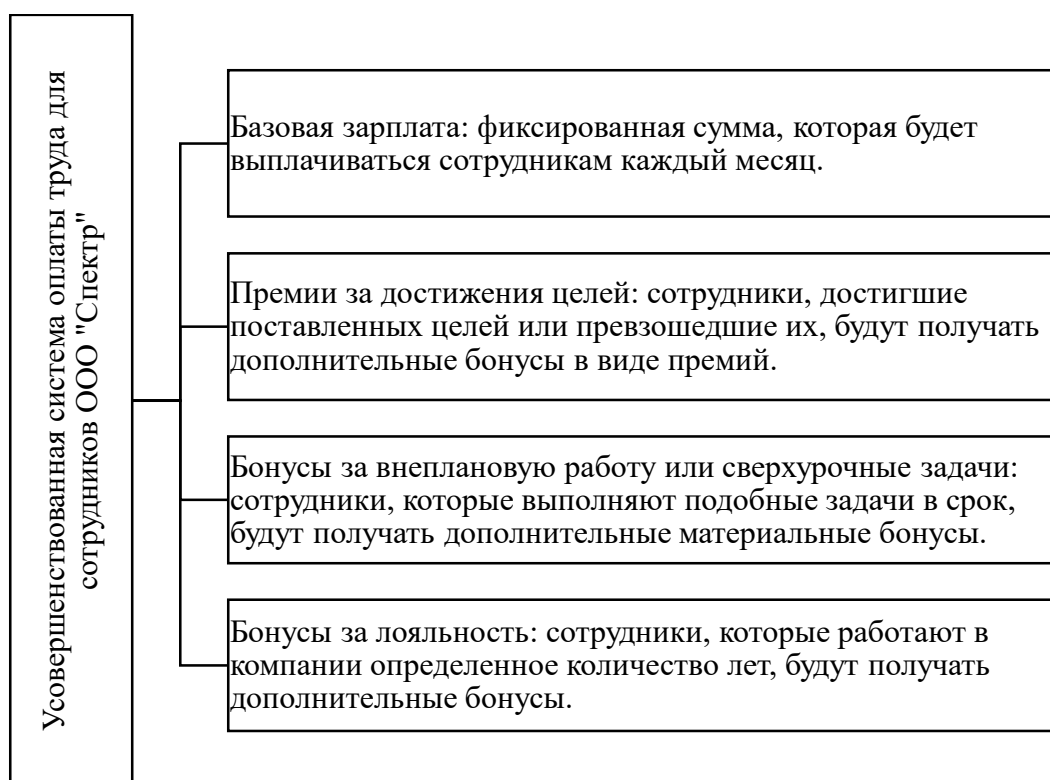 Усовершенствованная система оплаты труда для
сотрудников ООО "Спектр"
Базовая зарплата: фиксированная сумма, которая будет
выплачиваться сотрудникам каждый месяц.
Премии за достижения целей: сотрудники, достигшие
поставленных целей или превзошедшие их, будут получать
дополнительные бонусы в виде премий.
Бонусы за внеплановую работу или сверхурочные задачи:
сотрудники, которые выполняют подобные задачи в срок,
будут получать дополнительные материальные бонусы.
Бонусы за лояльность: сотрудники, которые работают в
компании определенное количество лет, будут получать
дополнительные бонусы.